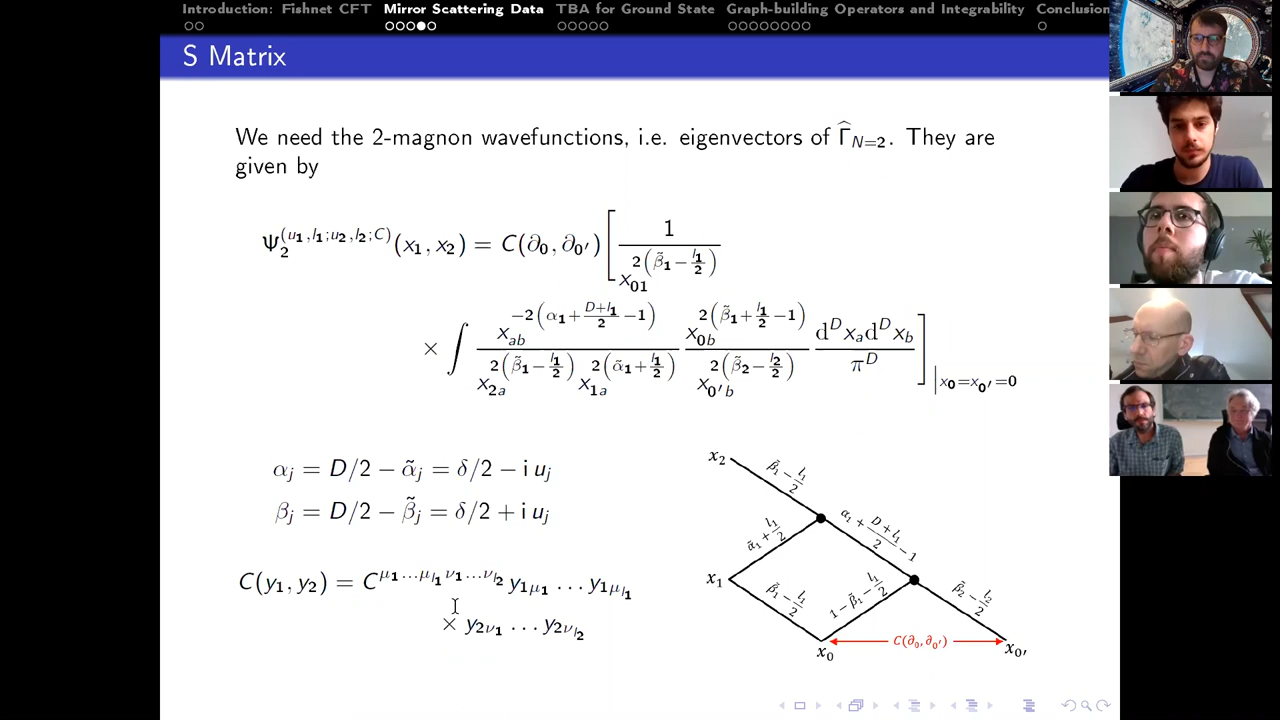 Introduction: Fishnet CFT Mirror Scattering Data TBA for Ground State Graph-building Operators and Integrability Conclusion
S Matrix
We need the 2-magnon wavefunctions, i.e. eigenvectors of Γ̂_{N=2}. They are
given by
Ψ_2^{(u_1,l_1;u_2,l_2;C)}(x_1, x_2) = C(∂_0, ∂_{0′}) [ 1 / x_{01}^{2(β̃_1 − l_1/2)}
× ∫ x_{ab}^{−2(α_1 + (D+l_1)/2 − 1)} / (x_{2a}^{2(β̃_1 − l_1/2)} x_{1a}^{2(α̃_1 + l_1/2)}) x_{0b}^{2(β̃_1 + l_1/2 − 1)} / x_{0′b}^{2(β̃_2 − l_2/2)} d^D x_a d^D x_b / π^D ]_{|x_0=x_{0′}=0}
α_j = D/2 − α̃_j = δ/2 − i u_j
β_j = D/2 − β̃_j = δ/2 + i u_j
C(y_1, y_2) = C^{μ_1...μ_{l_1} ν_1...ν_{l_2}} y_{1μ_1} . . . y_{1μ_{l_1}}
× y_{2ν_1} . . . y_{2ν_{l_2}}
x_2
β̃_1 − l_1/2
α_1 + (D+l_1)/2 − 1
α̃_1 + l_1/2
x_1
β̃_1 − l_1/2
1 − β̃_1 − l_1/2
β̃_2 − l_2/2
C(∂_0, ∂_{0′})
x_0
x_{0′}